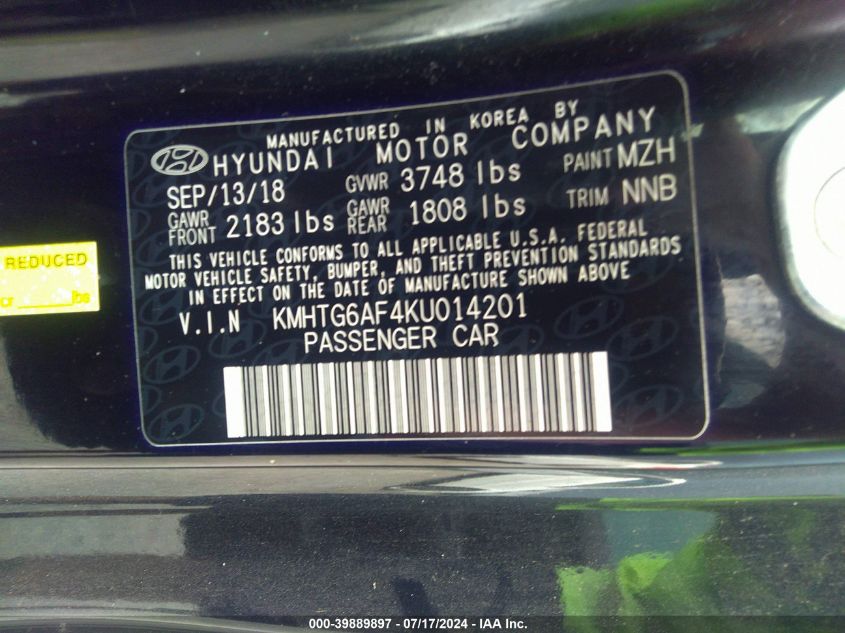 MANUFACTURED IN KOREA BY
HYUNDAI MOTOR COMPANY
SEP/13/18 GVWR 3748 lbs PAINT MZH
GAWR FRONT 2183 lbs GAWR REAR 1808 lbs TRIM NNB
THIS VEHICLE CONFORMS TO ALL APPLICABLE U.S.A. FEDERAL
MOTOR VEHICLE SAFETY, BUMPER, AND THEFT PREVENTION STANDARDS
IN EFFECT ON THE DATE OF MANUFACTURE SHOWN ABOVE
V.I.N KMHTG6AF4KU014201
PASSENGER CAR
REDUCED
lbs
000-39889897 - 07/17/2024 - IAA Inc.